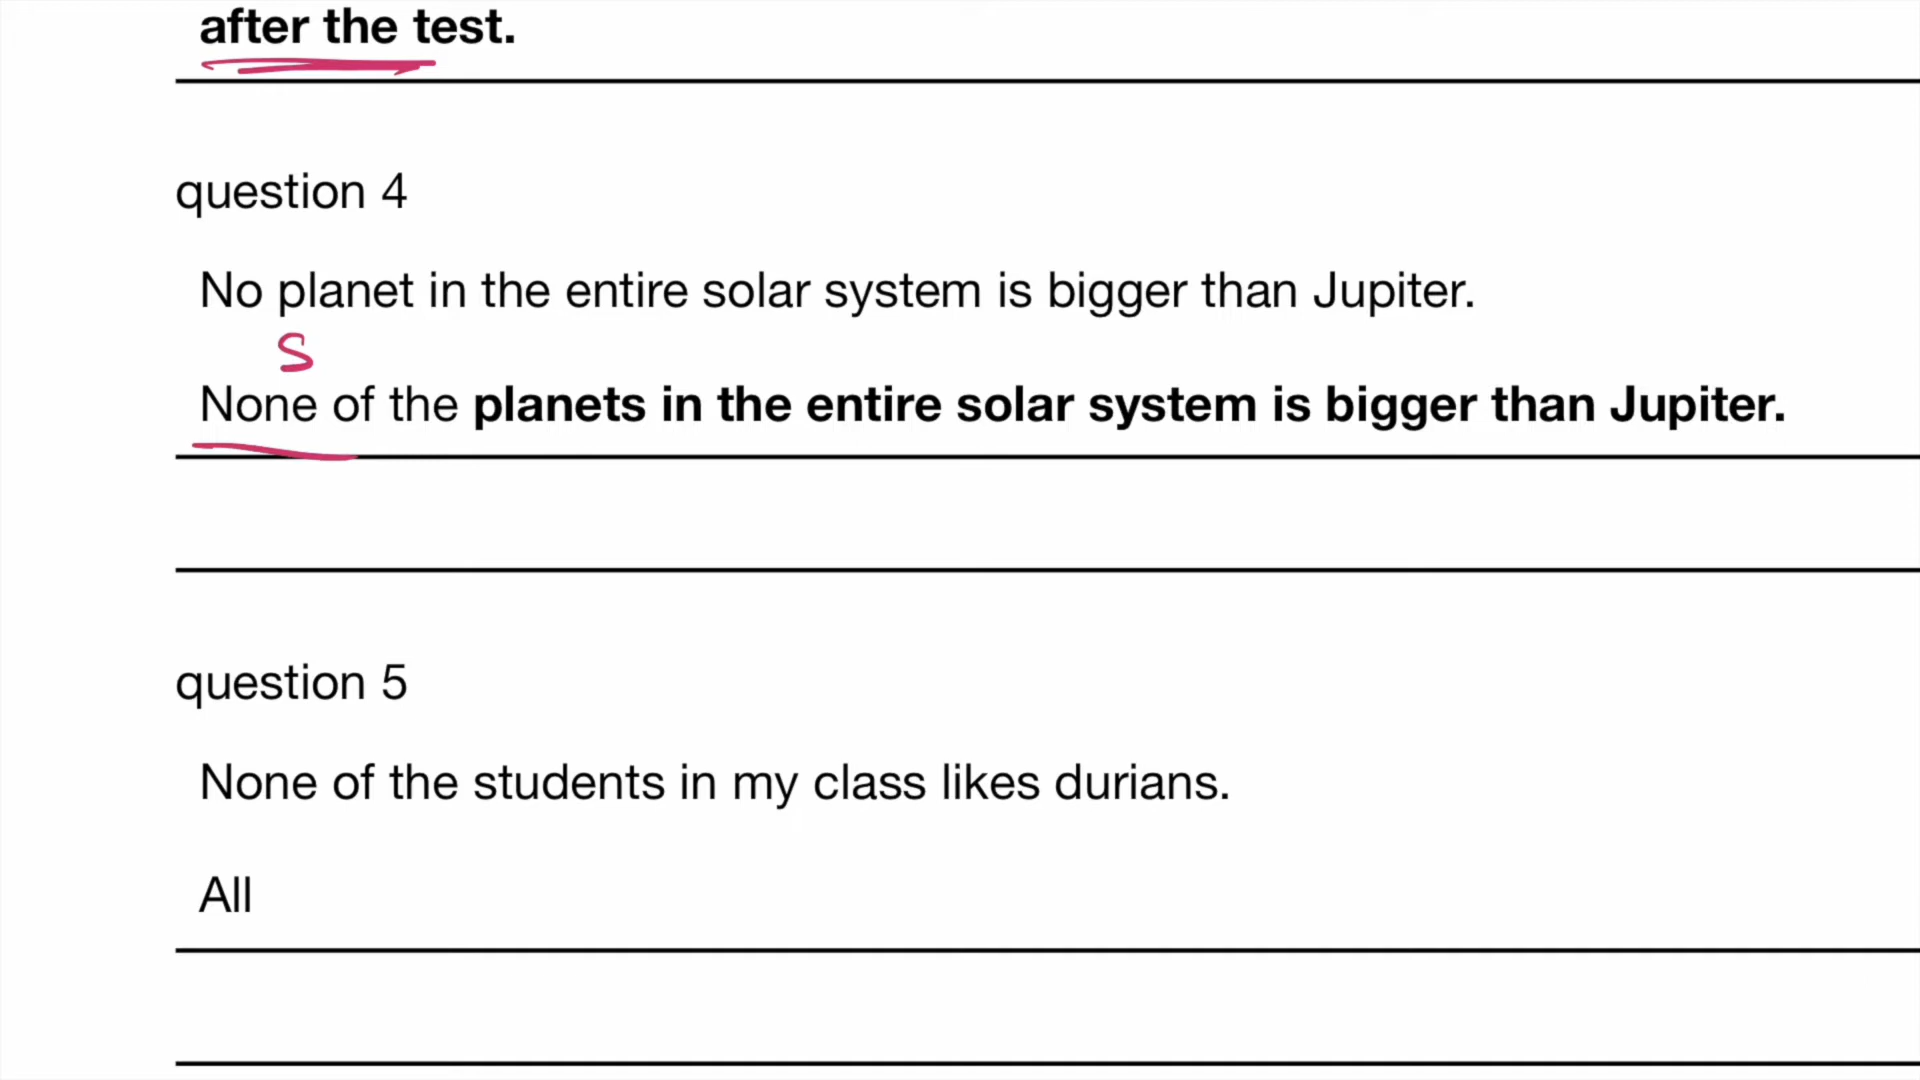 after the test.
question 4
No planet in the entire solar system is bigger than Jupiter.
S
None of the planets in the entire solar system is bigger than Jupiter.
question 5
None of the students in my class likes durians.
All